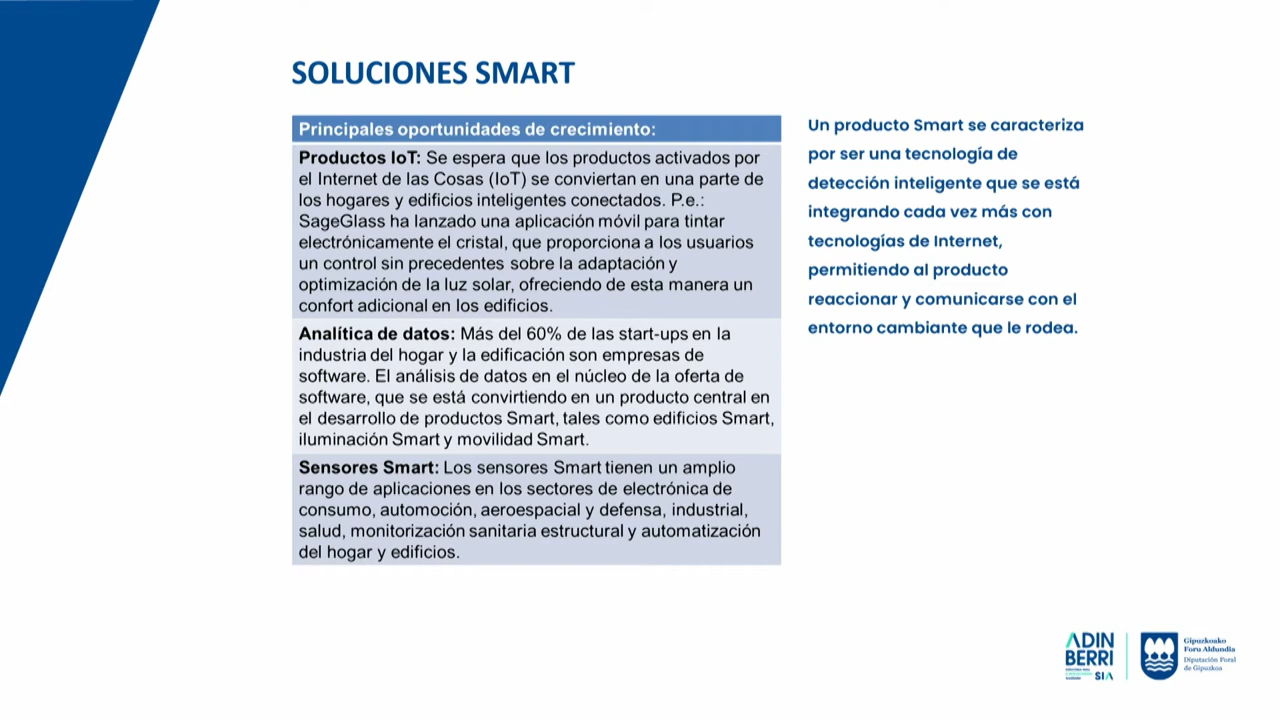 SOLUCIONES SMART
Principales oportunidades de crecimiento:
Productos IoT: Se espera que los productos activados por
el Internet de las Cosas (IoT) se conviertan en una parte de
los hogares y edificios inteligentes conectados. P.e.:
SageGlass ha lanzado una aplicación móvil para tintar
electrónicamente el cristal, que proporciona a los usuarios
un control sin precedentes sobre la adaptación y
optimización de la luz solar, ofreciendo de esta manera un
confort adicional en los edificios.
Analítica de datos: Más del 60% de las start-ups en la
industria del hogar y la edificación son empresas de
software. El análisis de datos en el núcleo de la oferta de
software, que se está convirtiendo en un producto central en
el desarrollo de productos Smart, tales como edificios Smart,
iluminación Smart y movilidad Smart.
Sensores Smart: Los sensores Smart tienen un amplio
rango de aplicaciones en los sectores de electrónica de
consumo, automoción, aeroespacial y defensa, industrial,
salud, monitorización sanitaria estructural y automatización
del hogar y edificios.
Un producto Smart se caracteriza
por ser una tecnología de
detección inteligente que se está
integrando cada vez más con
tecnologías de Internet,
permitiendo al producto
reaccionar y comunicarse con el
entorno cambiante que le rodea.
ADIN
BERRI
SIA
Gipuzkoako
Foru Aldundia
Diputación Foral
de Gipuzkoa